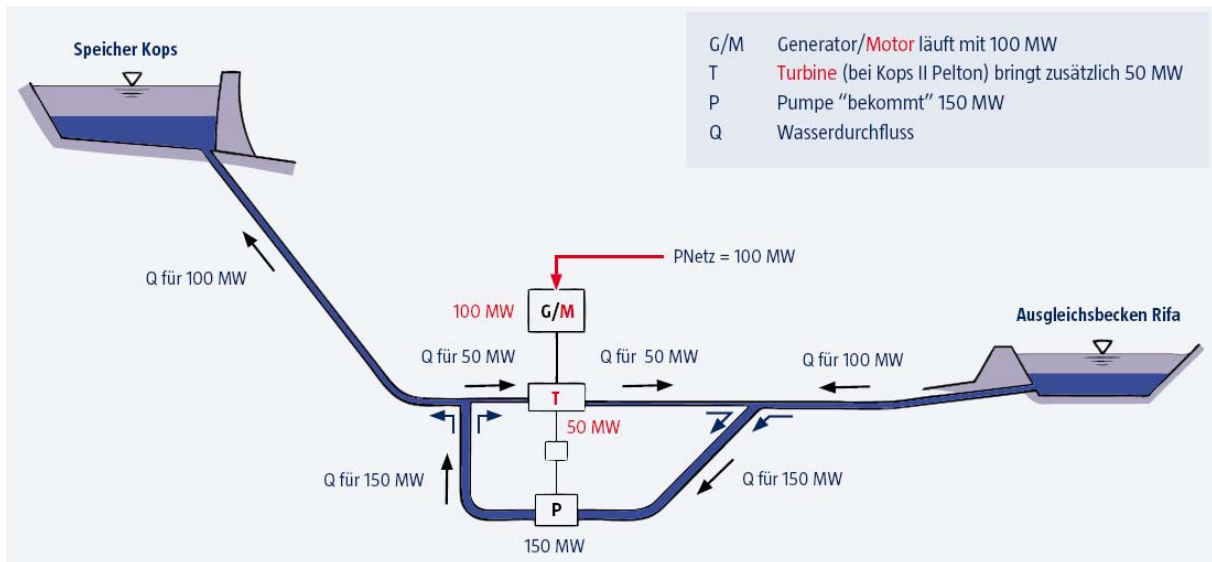 Speicher Kops
G/M Generator/Motor läuft mit 100 MW
T Turbine (bei Kops II Pelton) bringt zusätzlich 50 MW
P Pumpe “bekommt” 150 MW
Q Wasserdurchfluss
PNetz = 100 MW
Q für 100 MW
100 MW
G/M
Ausgleichsbecken Rifa
Q für 50 MW
Q für 50 MW
Q für 100 MW
T
50 MW
Q für 150 MW
Q für 150 MW
P
150 MW